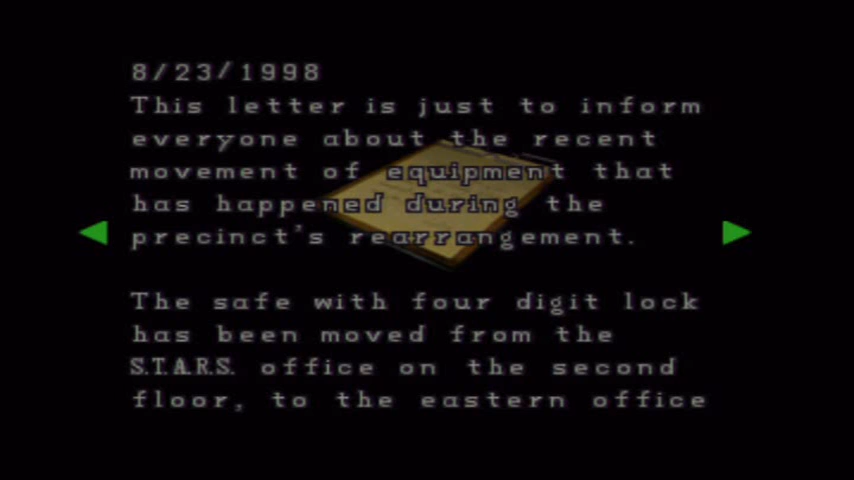 8/23/1998
This letter is just to inform
everyone about the recent
movement of equipment that
has happened during the
precinct's rearrangement.
The safe with four digit lock
has been moved from the
S.T.A.R.S. office on the second
floor, to the eastern office